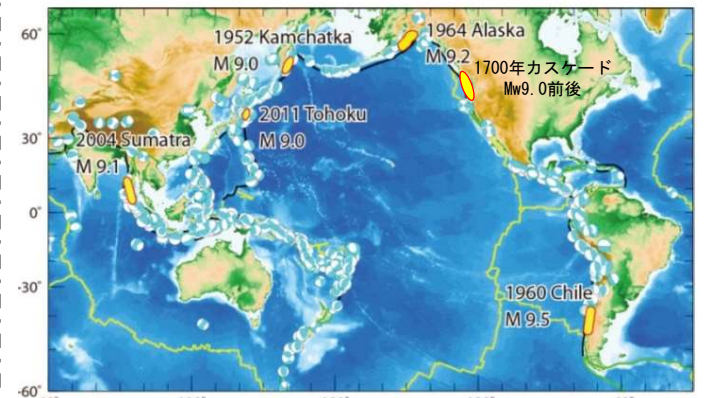 60°
30°
0°
-30°
-60°
1952 Kamchatka
M 9.0
1964 Alaska
M 9.2
1700年カスケード
Mw9.0前後
2011 Tohoku
M 9.0
2004 Sumatra
M 9.1
1960 Chile
M 9.5